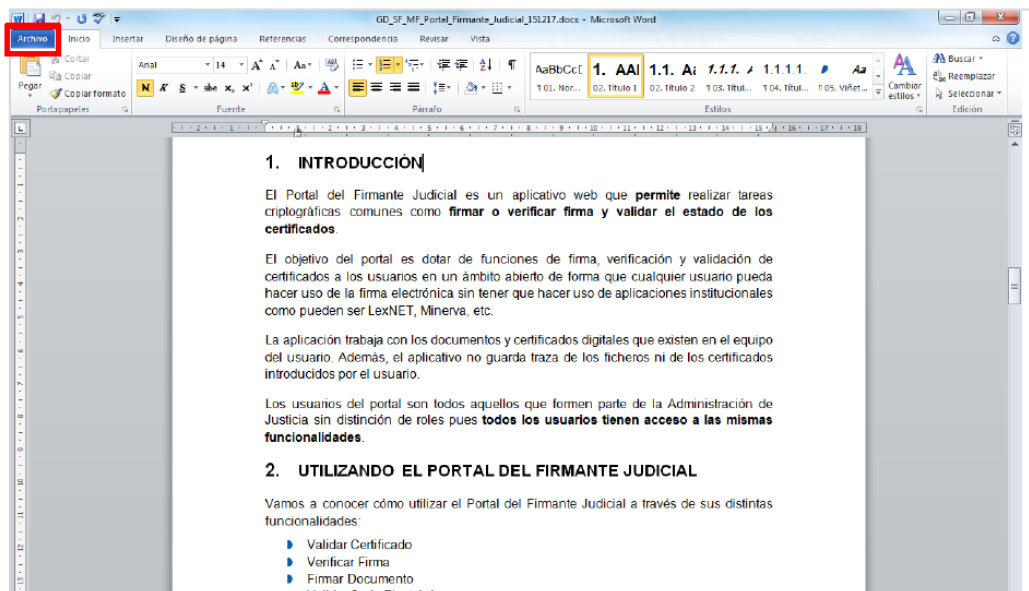 GD_SF_MF_Portal_Firmante_Iudicial_151217.docx - Microsoft Word
Archivo Inicio Insertar Diseño de página Referencias Correspondencia Revisar Vista
Cortar
Copiar
Copiar formato
Pegar
Portapapeles
Arial 14
N K S abc x, x²
Fuente
Párrafo
AaBbCcI 1. AAI 1.1. Aa 1.1.1. A 1.1.1.1. Aa
¶ 01. Nor... 02. Título 1 02. Título 2 ¶ 03. Títul... ¶ 04. Títul... ¶ 05. Viñet...
Estilos
Cambiar estilos
Buscar
Reemplazar
Seleccionar
Edición
1. INTRODUCCIÓN
El Portal del Firmante Judicial es un aplicativo web que permite realizar tareas
criptográficas comunes como firmar o verificar firma y validar el estado de los
certificados.
El objetivo del portal es dotar de funciones de firma, verificación y validación de
certificados a los usuarios en un ámbito abierto de forma que cualquier usuario pueda
hacer uso de la firma electrónica sin tener que hacer uso de aplicaciones institucionales
como pueden ser LexNET, Minerva, etc.
La aplicación trabaja con los documentos y certificados digitales que existen en el equipo
del usuario. Además, el aplicativo no guarda traza de los ficheros ni de los certificados
introducidos por el usuario.
Los usuarios del portal son todos aquellos que formen parte de la Administración de
Justicia sin distinción de roles pues todos los usuarios tienen acceso a las mismas
funcionalidades.
2. UTILIZANDO EL PORTAL DEL FIRMANTE JUDICIAL
Vamos a conocer cómo utilizar el Portal del Firmante Judicial a través de sus distintas
funcionalidades:
Validar Certificado
Verificar Firma
Firmar Documento